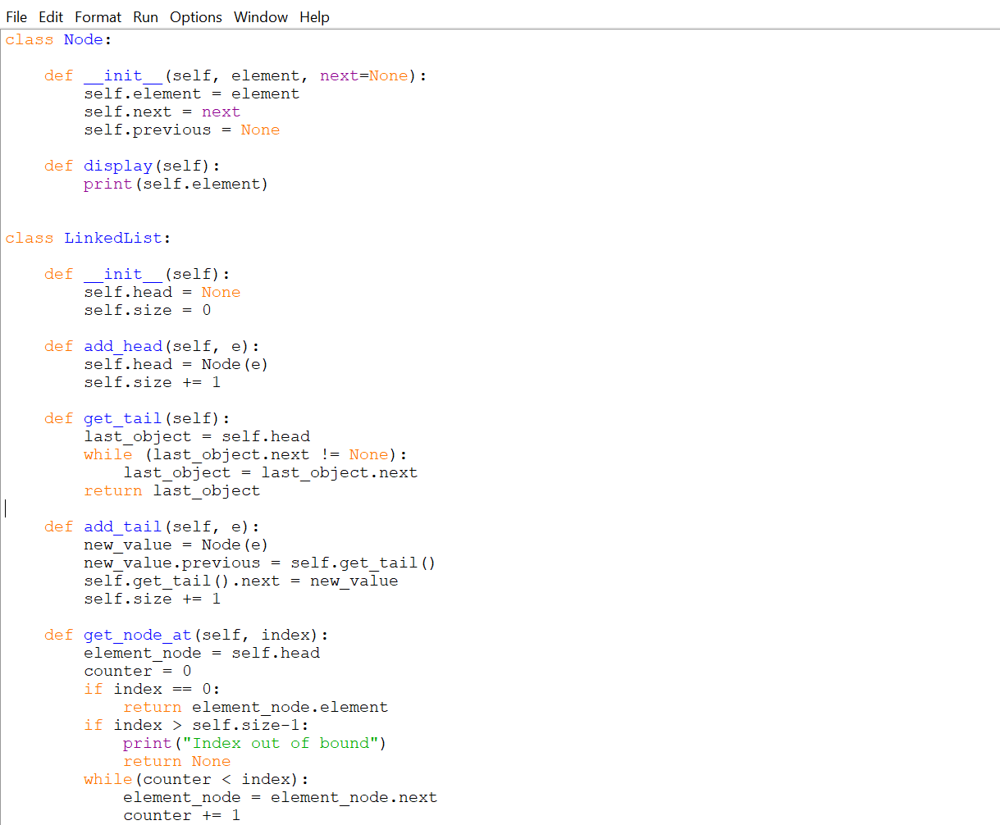 File Edit Format Run Options Window Help
class Node:
    def __init__(self, element, next=None):
        self.element = element
        self.next = next
        self.previous = None
    def display(self):
        print(self.element)
class LinkedList:
    def __init__(self):
        self.head = None
        self.size = 0
    def add_head(self, e):
        self.head = Node(e)
        self.size += 1
    def get_tail(self):
        last_object = self.head
        while (last_object.next != None):
            last_object = last_object.next
        return last_object
    def add_tail(self, e):
        new_value = Node(e)
        new_value.previous = self.get_tail()
        self.get_tail().next = new_value
        self.size += 1
    def get_node_at(self, index):
        element_node = self.head
        counter = 0
        if index == 0:
            return element_node.element
        if index > self.size-1:
            print("Index out of bound")
            return None
        while(counter < index):
            element_node = element_node.next
            counter += 1